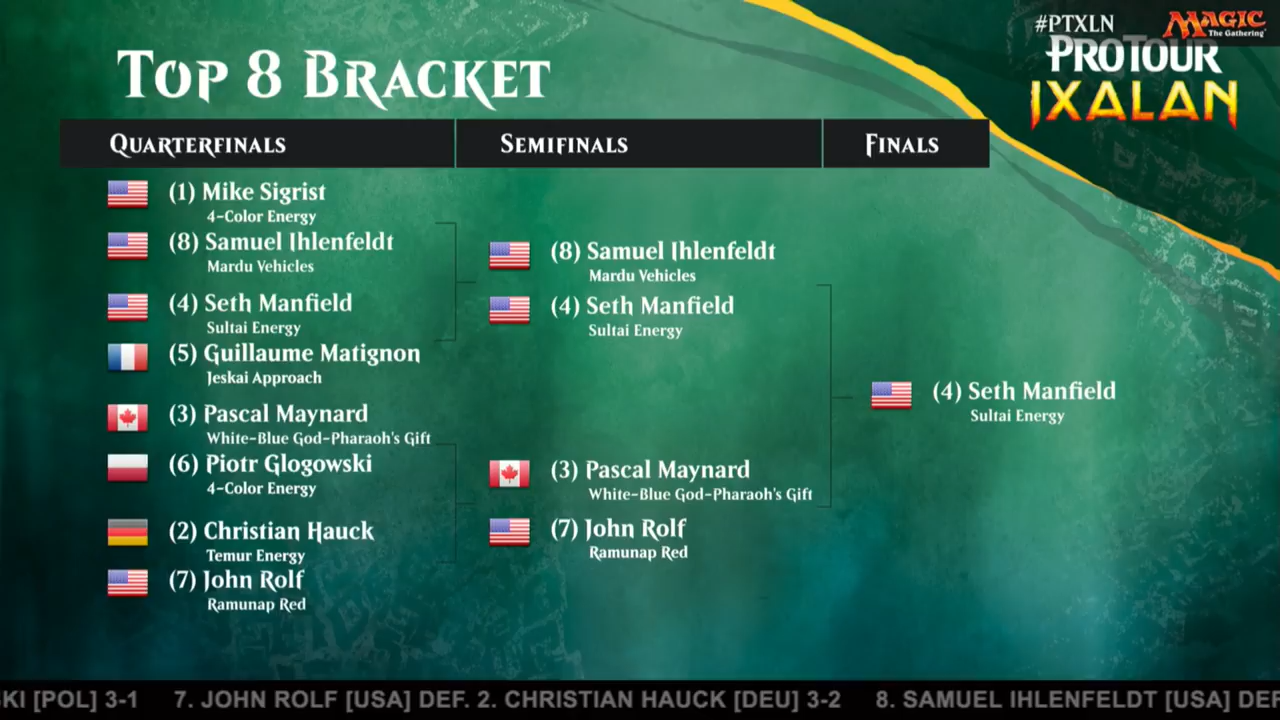 #PTXLN
MAGIC
The Gathering
PRO TOUR
IXALAN
TOP 8 BRACKET
QUARTERFINALS
SEMIFINALS
FINALS
(1) Mike Sigrist
4-Color Energy
(8) Samuel Ihlenfeldt
Mardu Vehicles
(4) Seth Manfield
Sultai Energy
(5) Guillaume Matignon
Jeskai Approach
(3) Pascal Maynard
White-Blue God-Pharaoh's Gift
(6) Piotr Glogowski
4-Color Energy
(2) Christian Hauck
Temur Energy
(7) John Rolf
Ramunap Red
(8) Samuel Ihlenfeldt
Mardu Vehicles
(4) Seth Manfield
Sultai Energy
(3) Pascal Maynard
White-Blue God-Pharaoh's Gift
(7) John Rolf
Ramunap Red
(4) Seth Manfield
Sultai Energy
KI [POL] 3-1 7. JOHN ROLF [USA] DEF. 2. CHRISTIAN HAUCK [DEU] 3-2 8. SAMUEL IHLENFELDT [USA] DEF